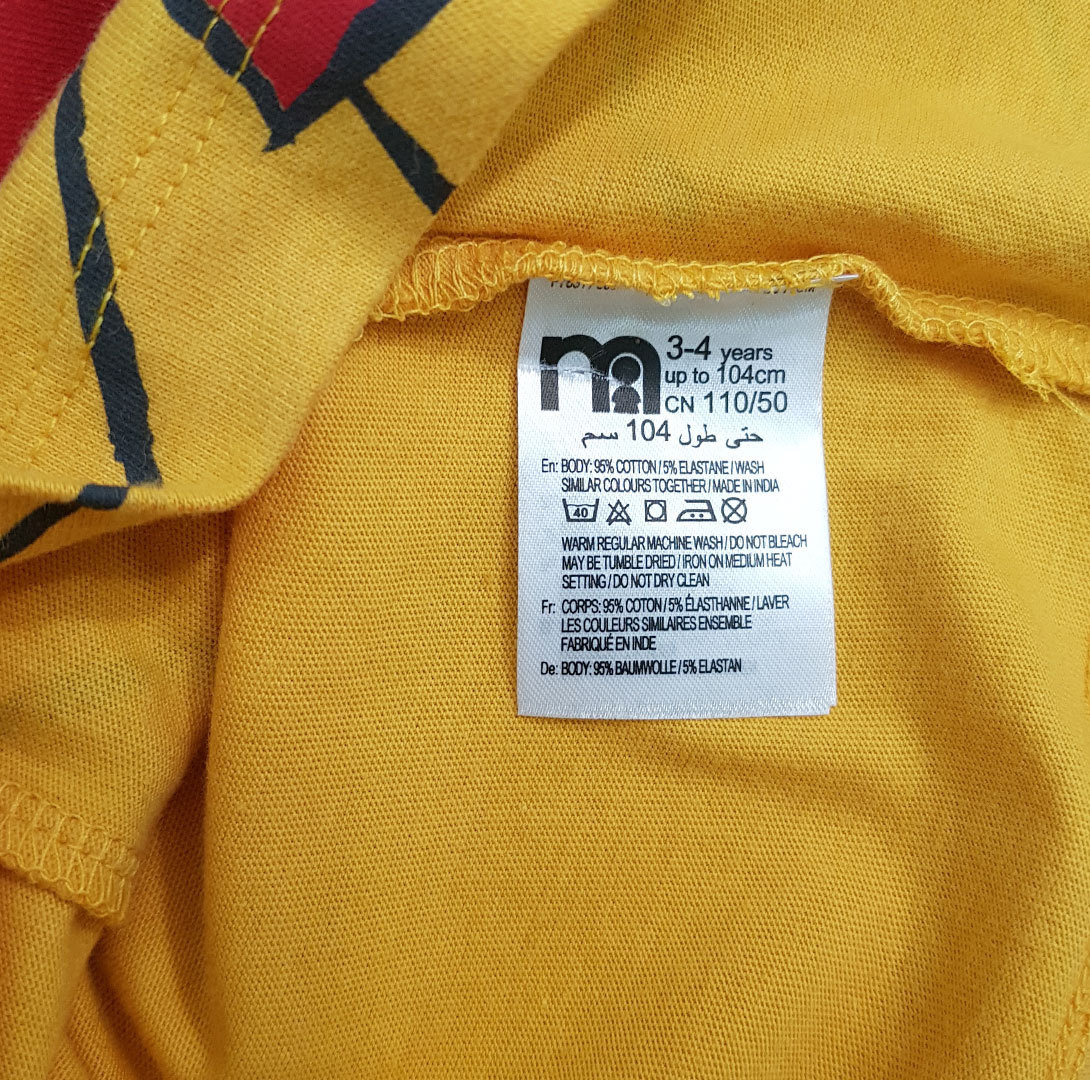 3-4 years
up to 104cm
CN 110/50
حتى طول 104 سم
En: BODY: 95% COTTON / 5% ELASTANE / WASH
SIMILAR COLOURS TOGETHER / MADE IN INDIA
40
WARM REGULAR MACHINE WASH / DO NOT BLEACH
MAY BE TUMBLE DRIED / IRON ON MEDIUM HEAT
SETTING / DO NOT DRY CLEAN
Fr: CORPS: 95% COTON / 5% ÉLASTHANNE / LAVER
LES COULEURS SIMILAIRES ENSEMBLE
FABRIQUÉ EN INDE
De: BODY: 95% BAUMWOLLE / 5% ELASTAN